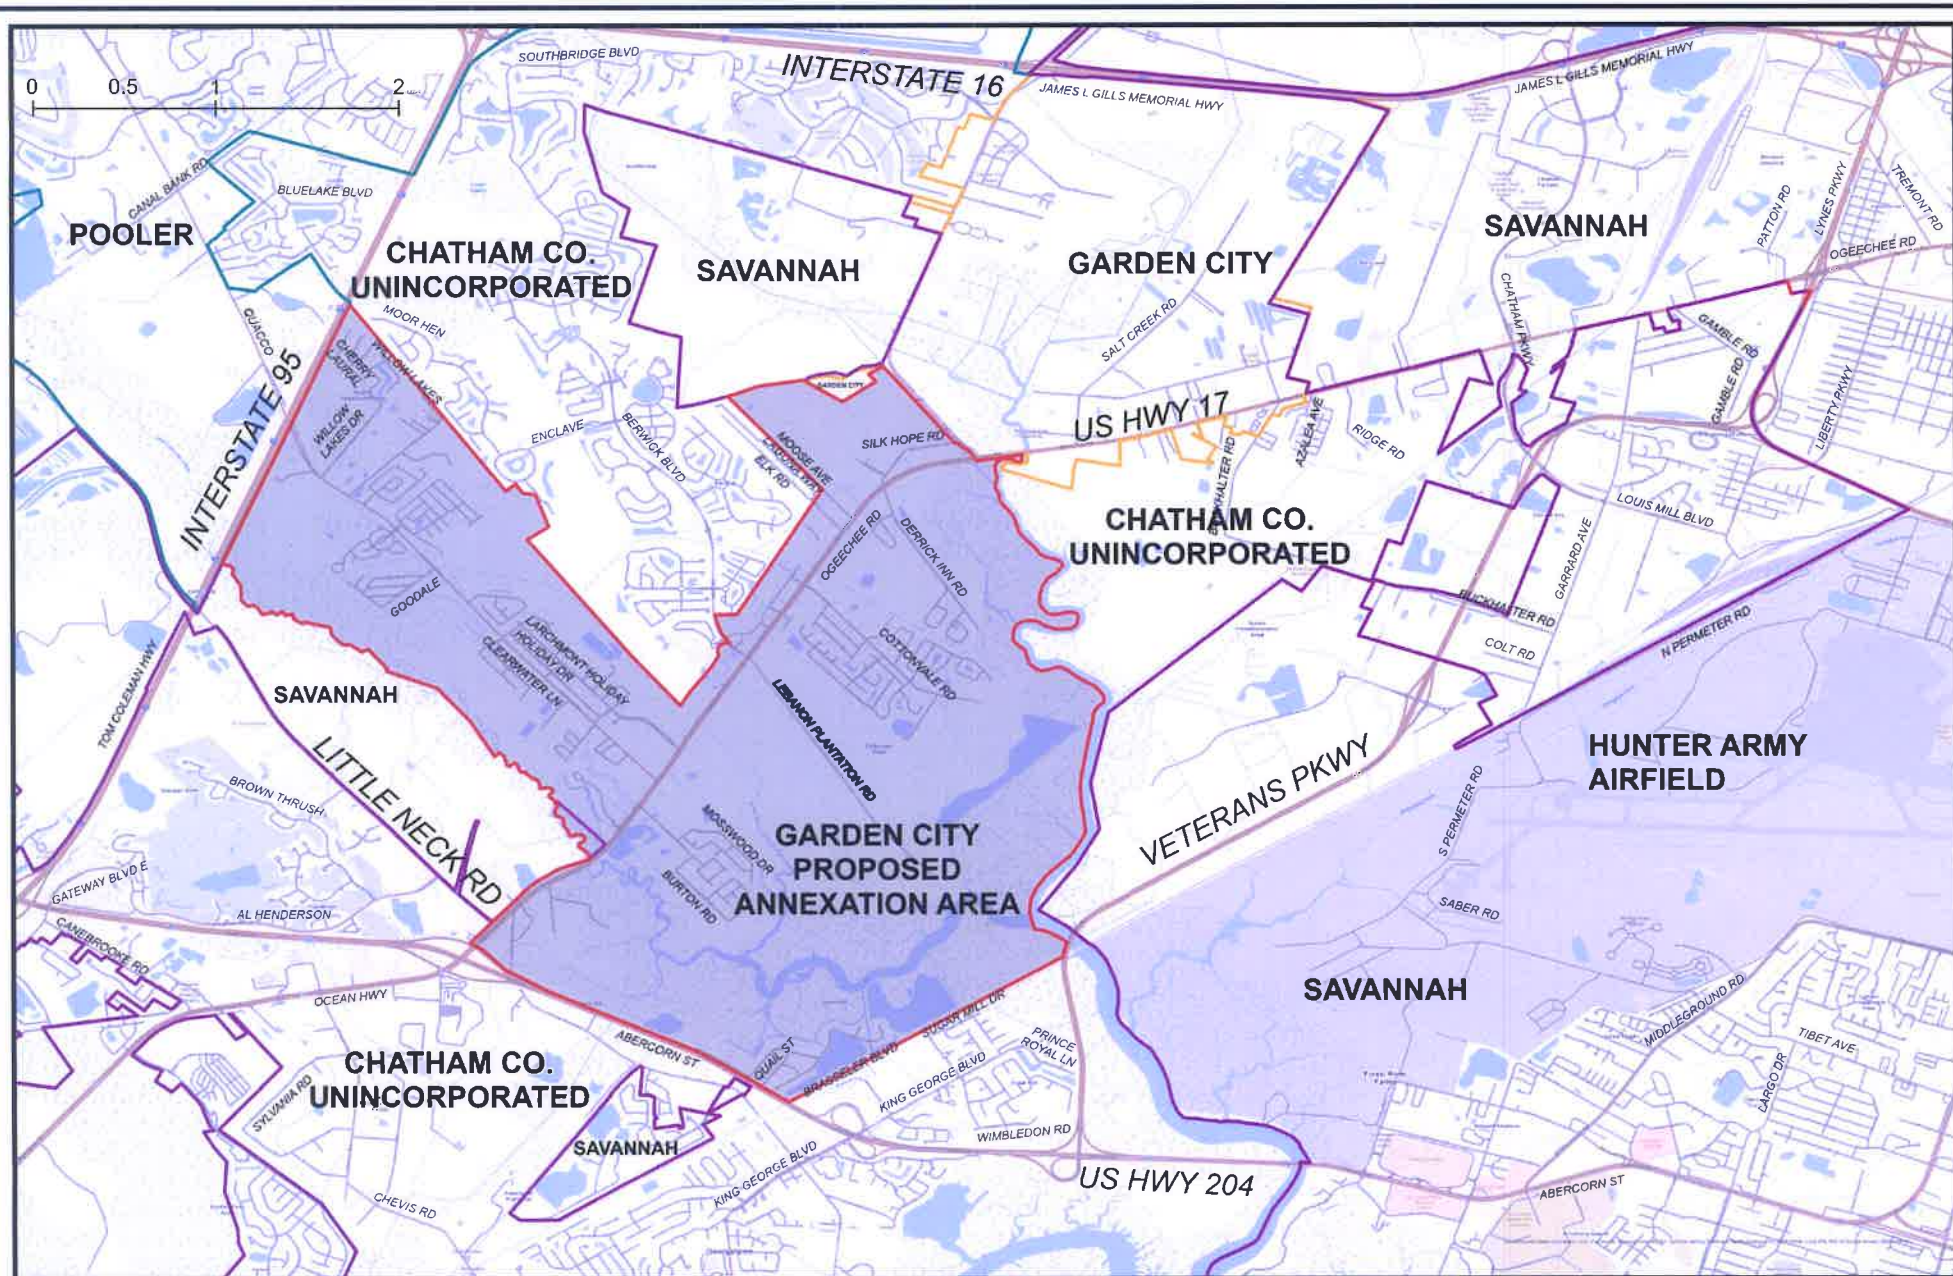 SOUTHBRIDGE BLVD
INTERSTATE 16
JAMES L GILLS MEMORIAL HWY
JAMES L GILLS MEMORIAL HWY
0 0.5 1 2
CANAL BANK RD
BLUELAKE BLVD
POOLER
CHATHAM CO.
UNINCORPORATED
SAVANNAH
GARDEN CITY
SAVANNAH
PATTON RD
LYNES PKWY
TREMONT RD
OGEECHEE RD
CHATHAM PKWY
MOOR HEN
QUACCO
INTERSTATE 95
CHERRY
LAURAL
WILLOW LAKES
WILLOW
LAKES DR
SALT CREEK RD
GAMBLE RD
GAMBLE RD
LIBERTY PKWY
GARDEN CITY
US HWY 17
AZALEA AVE
RIDGE RD
ENCLAVE
BERWICK BLVD
MOOSE AVE
ELK RD
SILK HOPE RD
CHATHAM CO.
UNINCORPORATED
LOUIS MILL BLVD
GARRARD AVE
OGEECHEE RD
DERRICK INN RD
GOODALE
LARCHMONT HOLIDAY
HOLIDAY DR
CLEARWATER LN
COTTONVALE RD
BUCKHALTER RD
COLT RD
N PERMETER RD
TOM COLEMAN HWY
SAVANNAH
LEBANON PLANTATION RD
LITTLE NECK RD
BROWN THRUSH
VETERANS PKWY
HUNTER ARMY
AIRFIELD
S PERMETER RD
MOSSWOOD DR
BURTON RD
GARDEN CITY
PROPOSED
ANNEXATION AREA
GATEWAY BLVD E
AL HENDERSON
CANEBROOKE RD
SABER RD
SAVANNAH
OCEAN HWY
ABERCORN ST
QUAIL ST
SUGAR MILL DR
BRASSELER BLVD
PRINCE
ROYAL LN
KING GEORGE BLVD
MIDDLEGROUND RD
TIBET AVE
LARGO DR
CHATHAM CO.
UNINCORPORATED
SYLVANIA RD
SAVANNAH
WIMBLEDON RD
KING GEORGE BLVD
US HWY 204
ABERCORN ST
CHEVIS RD